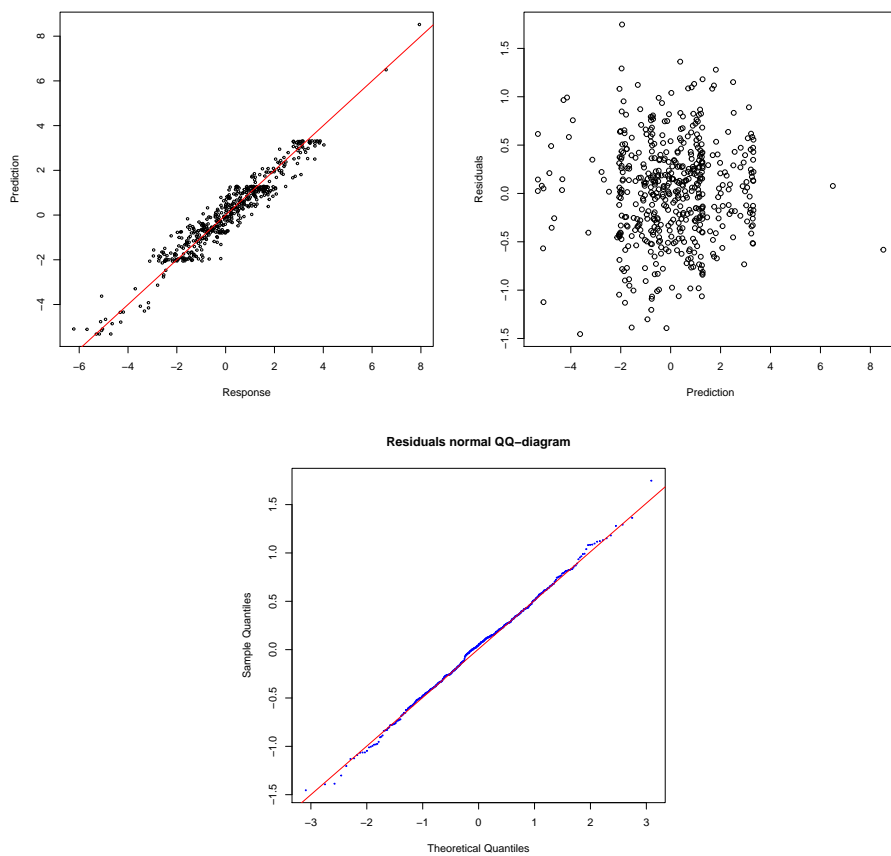 8
6
4
2
0
−2
−4
Prediction
−6 −4 −2 0 2 4 6 8
Response
1.5
1.0
0.5
0.0
−0.5
−1.0
−1.5
Residuals
−4 −2 0 2 4 6 8
Prediction
Residuals normal QQ−diagram
1.5
1.0
0.5
0.0
−0.5
−1.0
−1.5
Sample Quantiles
−3 −2 −1 0 1 2 3
Theoretical Quantiles